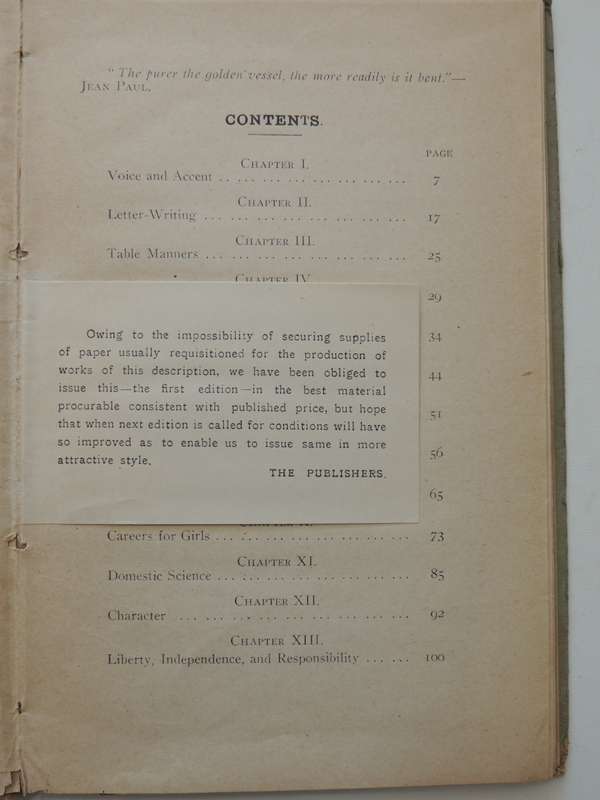 "The purer the golden vessel, the more readily is it bent."—
Jean Paul.
CONTENTS.
PAGE
Chapter I.
Voice and Accent .. ... ... ... ... ... ... ... 7
Chapter II.
Letter-Writing ... ... ... ... ... ... ... ... 17
Chapter III.
Table Manners ... ... ... ... ... ... ... ... 25
Chapter IV.
29
Owing to the impossibility of securing supplies
of paper usually requisitioned for the production of
works of this description, we have been obliged to
issue this—the first edition—in the best material
procurable consistent with published price, but hope
that when next edition is called for conditions will have
so improved as to enable us to issue same in more
attractive style.
THE PUBLISHERS.
34
44
51
56
65
Careers for Girls ... ... ... ... ... ... ... ... 73
Chapter XI.
Domestic Science ... ... ... ... ... ... ... ... 85
Chapter XII.
Character ... ... ... ... ... ... ... ... ... 92
Chapter XIII.
Liberty, Independence, and Responsibility ... ... 100